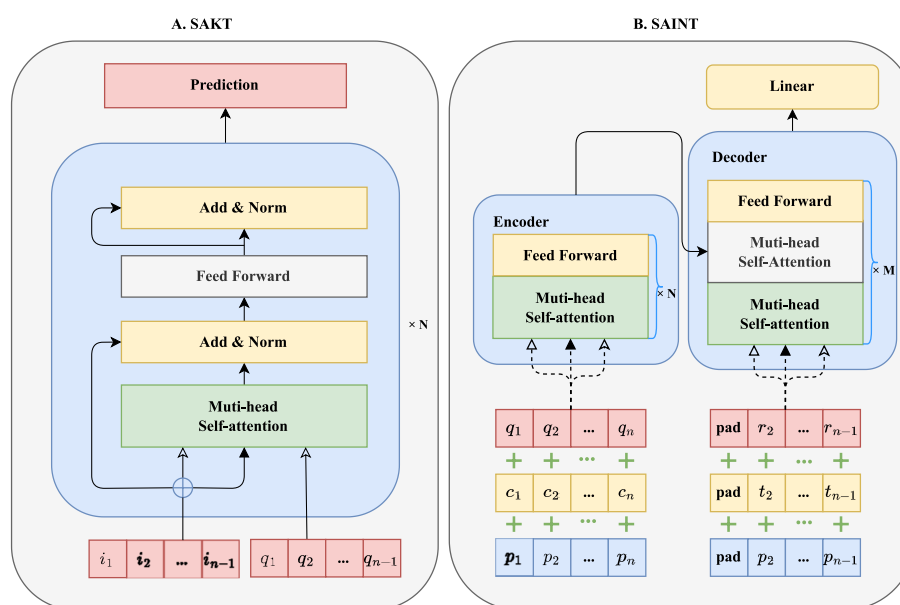 A. SAKT
Prediction
Add & Norm
Feed Forward
Add & Norm
Muti-head
Self-attention
× N
i₁ i₂ ... iₙ₋₁
q₁ q₂ ... qₙ₋₁
B. SAINT
Linear
Encoder
Feed Forward
Muti-head
Self-attention
× N
Decoder
Feed Forward
Muti-head
Self-Attention
Muti-head
Self-attention
× M
q₁ q₂ ... qₙ
+ + ... +
c₁ c₂ ... cₙ
+ + ... +
p₁ p₂ ... pₙ
pad r₂ ... rₙ₋₁
+ + ... +
pad t₂ ... tₙ₋₁
+ + ... +
pad p₂ ... pₙ₋₁